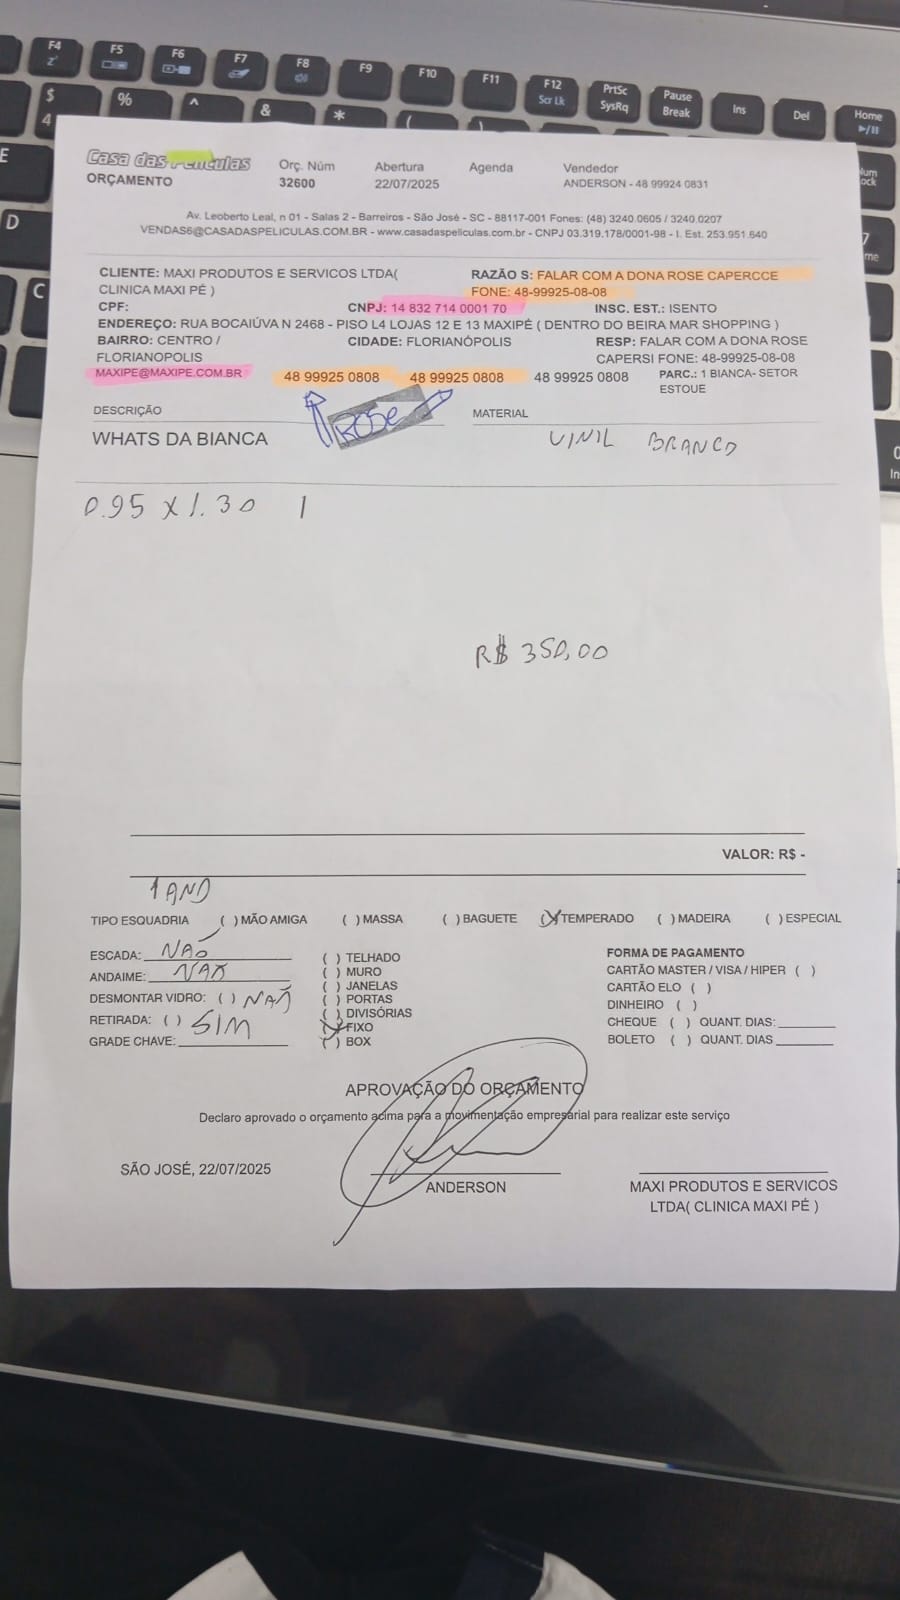 F4 F5 F6 F7 F8 F9 F10 F11 F12 Scr Lk PrtSc SysRq Pause Break Ins Del Home
$ 4 % ^ & * (
E
D
C
Casa das Películas
ORÇAMENTO
Orç. Núm
32600
Abertura
22/07/2025
Agenda
Vendedor
ANDERSON - 48 99924 0831
Av. Leoberto Leal, n 01 - Salas 2 - Barreiros - São José - SC - 88117-001 Fones: (48) 3240.0605 / 3240.0207
VENDAS6@CASADASPELICULAS.COM.BR - www.casadaspeliculas.com.br - CNPJ 03.319.178/0001-98 - I. Est. 253.951.640
CLIENTE: MAXI PRODUTOS E SERVICOS LTDA(
CLINICA MAXI PÉ )
RAZÃO S: FALAR COM A DONA ROSE CAPERCCE
FONE: 48-99925-08-08
CPF:
CNPJ: 14 832 714 0001 70
INSC. EST.: ISENTO
ENDEREÇO: RUA BOCAIÚVA N 2468 - PISO L4 LOJAS 12 E 13 MAXIPÉ ( DENTRO DO BEIRA MAR SHOPPING )
BAIRRO: CENTRO /
FLORIANOPOLIS
CIDADE: FLORIANÓPOLIS
RESP: FALAR COM A DONA ROSE
CAPERSI FONE: 48-99925-08-08
MAXIPE@MAXIPE.COM.BR
48 99925 0808 48 99925 0808 48 99925 0808
PARC.: 1 BIANCA- SETOR
ESTOUE
ROSE
DESCRIÇÃO
WHATS DA BIANCA
MATERIAL
VINIL BRANCO
0.95 x 1.30 1
R$ 350,00
VALOR: R$ -
1 AND
TIPO ESQUADRIA ( ) MÃO AMIGA ( ) MASSA ( ) BAGUETE (X) TEMPERADO ( ) MADEIRA ( ) ESPECIAL
ESCADA: NAO
ANDAIME: NAO
DESMONTAR VIDRO: ( ) NAO
RETIRADA: ( ) SIM
GRADE CHAVE:
( ) TELHADO
( ) MURO
( ) JANELAS
( ) PORTAS
( ) DIVISÓRIAS
(X) FIXO
( ) BOX
FORMA DE PAGAMENTO
CARTÃO MASTER / VISA / HIPER ( )
CARTÃO ELO ( )
DINHEIRO ( )
CHEQUE ( ) QUANT. DIAS:
BOLETO ( ) QUANT. DIAS
APROVAÇÃO DO ORÇAMENTO
Declaro aprovado o orçamento acima para a movimentação empresarial para realizar este serviço
SÃO JOSÉ, 22/07/2025
ANDERSON
MAXI PRODUTOS E SERVICOS
LTDA( CLINICA MAXI PÉ )